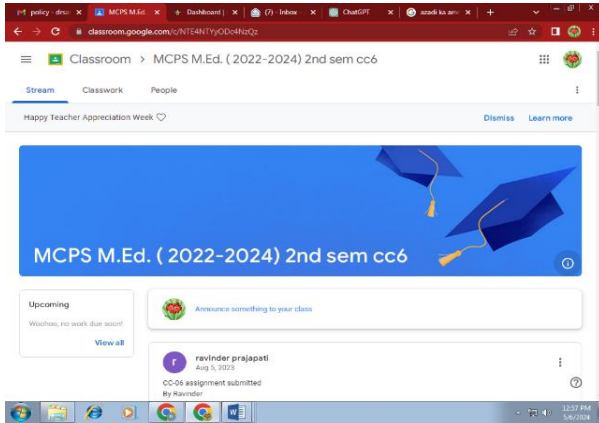 policy - drsa
MCPS M.Ed.
Dashboard |
(7) - Inbox
ChatGPT
azadi ka amr
classroom.google.com/c/NTE4NTYyODc4NzQz
Classroom > MCPS M.Ed. ( 2022-2024) 2nd sem cc6
Stream Classwork People
Happy Teacher Appreciation Week
Dismiss Learn more
MCPS M.Ed. ( 2022-2024) 2nd sem cc6
Upcoming
Woohoo, no work due soon!
View all
Announce something to your class
r
ravinder prajapati
Aug 5, 2023
CC-06 assignment submitted
By Ravinder
12:57 PM
5/6/2024